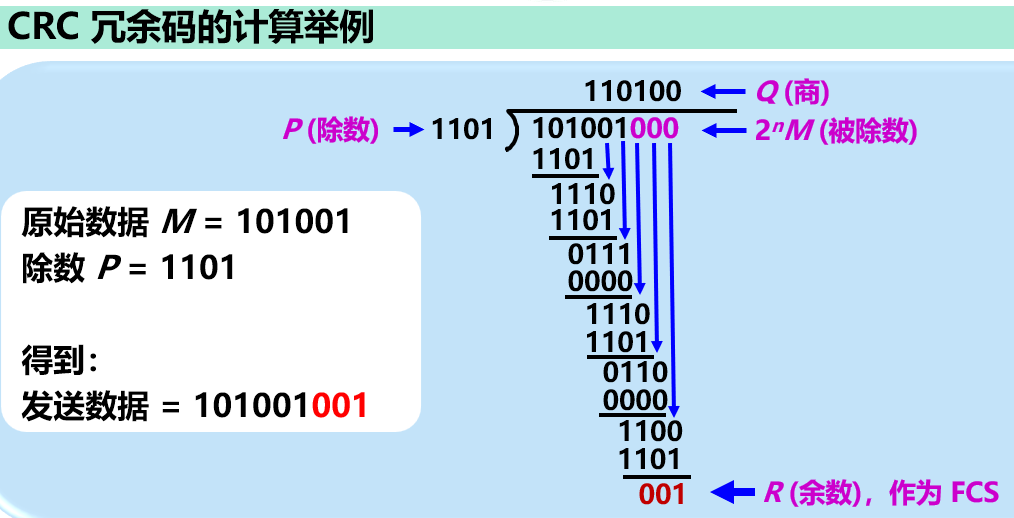 CRC 冗余码的计算举例
110100
Q (商)
P (除数)
1101
101001000
2ⁿM (被除数)
1101
1110
1101
0111
0000
1110
1101
0110
0000
1100
1101
001
R (余数)，作为 FCS
原始数据 M = 101001
除数 P = 1101
得到：
发送数据 = 101001001